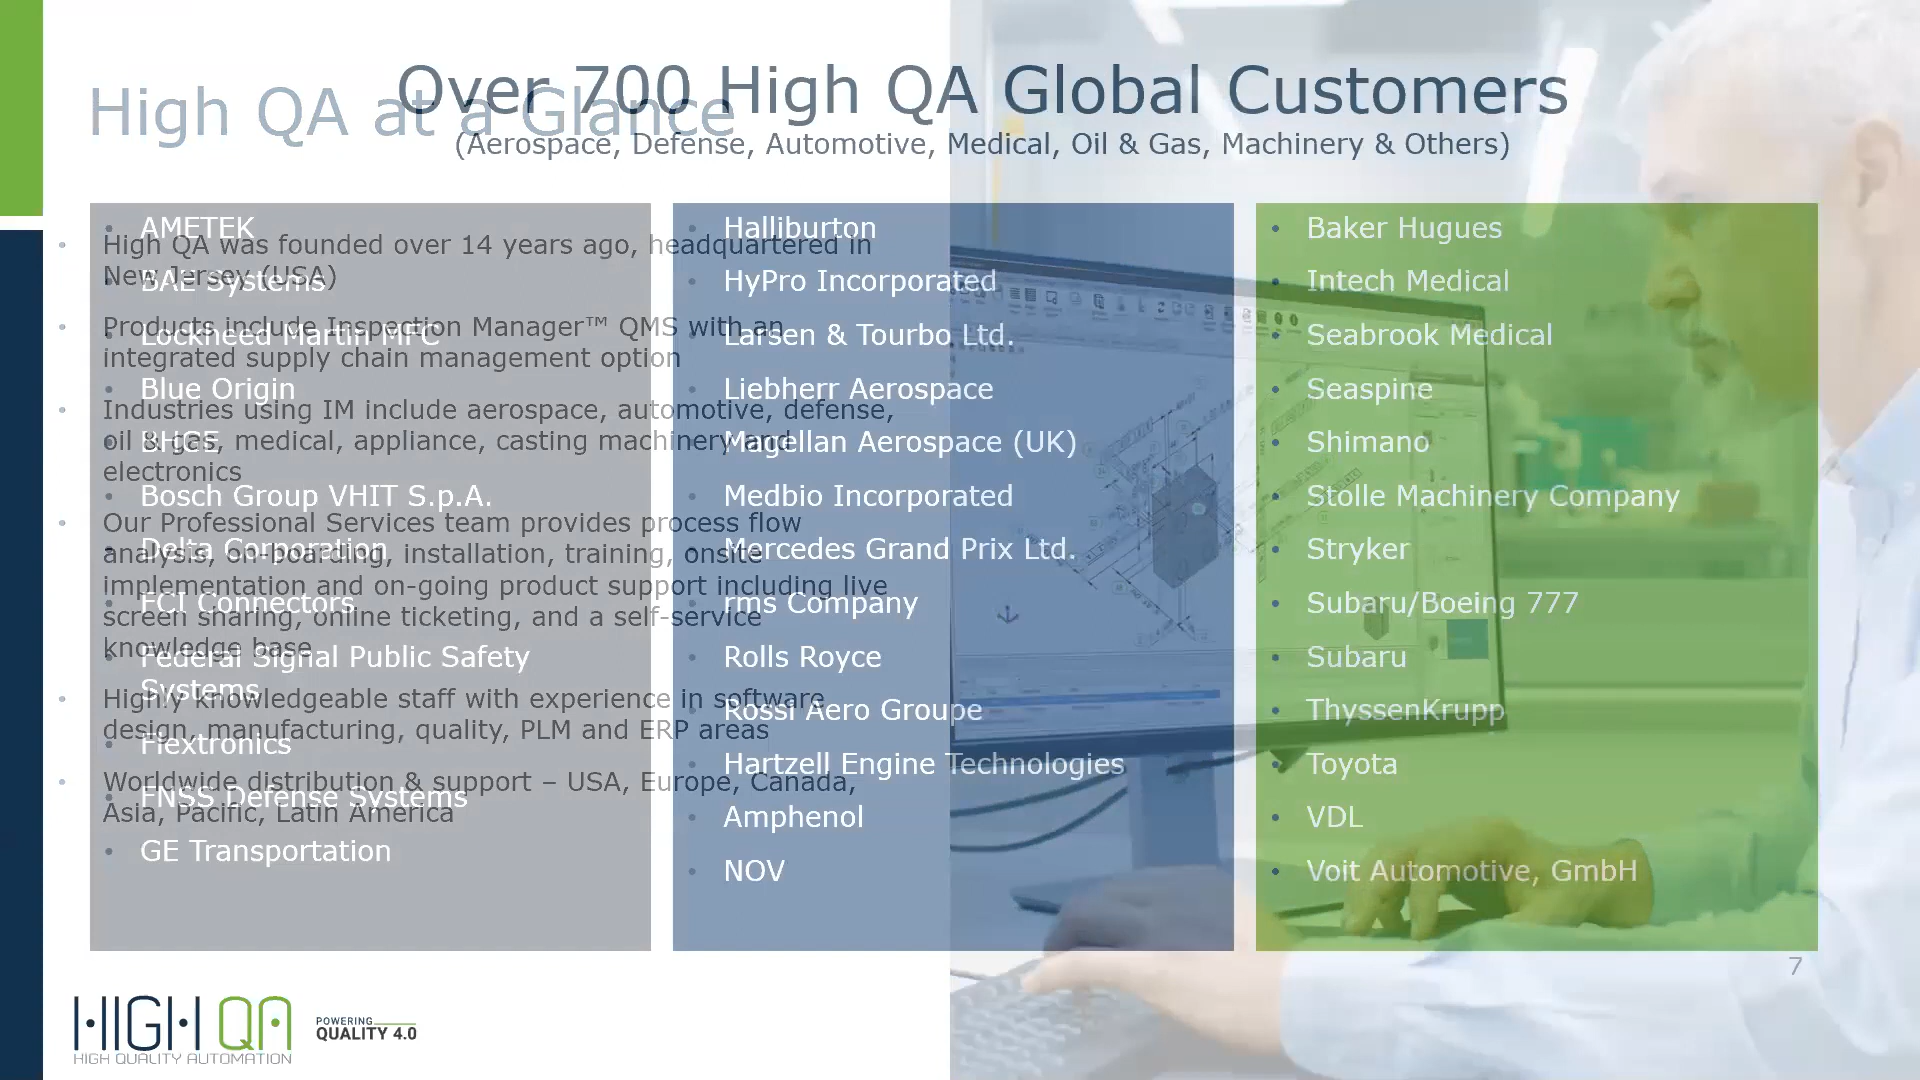 High QA at a Glance
Over 700 High QA Global Customers
(Aerospace, Defense, Automotive, Medical, Oil & Gas, Machinery & Others)
• High QA was founded over 14 years ago, headquartered in
New Jersey (USA)
• Products include Inspection Manager™ QMS with an
integrated supply chain management option
• Industries using IM include aerospace, automotive, defense,
oil & gas, medical, appliance, casting machinery and
electronics
• Our Professional Services team provides process flow
analysis, on-boarding, installation, training, onsite
implementation and on-going product support including live
screen sharing, online ticketing, and a self-service
knowledge base
• Highly knowledgeable staff with experience in software
design, manufacturing, quality, PLM and ERP areas
• Worldwide distribution & support – USA, Europe, Canada,
Asia, Pacific, Latin America
• AMETEK
• BAE Systems
• Lockheed Martin MFC
• Blue Origin
• BHGE
• Bosch Group VHIT S.p.A.
• Delta Corporation
• FCI Connectors
• Federal Signal Public Safety
Systems
• Flextronics
• FNSS Defense Systems
• GE Transportation
• Halliburton
• HyPro Incorporated
• Larsen & Tourbo Ltd.
• Liebherr Aerospace
• Magellan Aerospace (UK)
• Medbio Incorporated
• Mercedes Grand Prix Ltd.
• rms Company
• Rolls Royce
• Rossi Aero Groupe
• Hartzell Engine Technologies
• Amphenol
• NOV
• Baker Hugues
• Intech Medical
• Seabrook Medical
• Seaspine
• Shimano
• Stolle Machinery Company
• Stryker
• Subaru/Boeing 777
• Subaru
• ThyssenKrupp
• Toyota
• VDL
• Voit Automotive, GmbH
7
HIGH QA
HIGH QUALITY AUTOMATION
POWERING
QUALITY 4.0